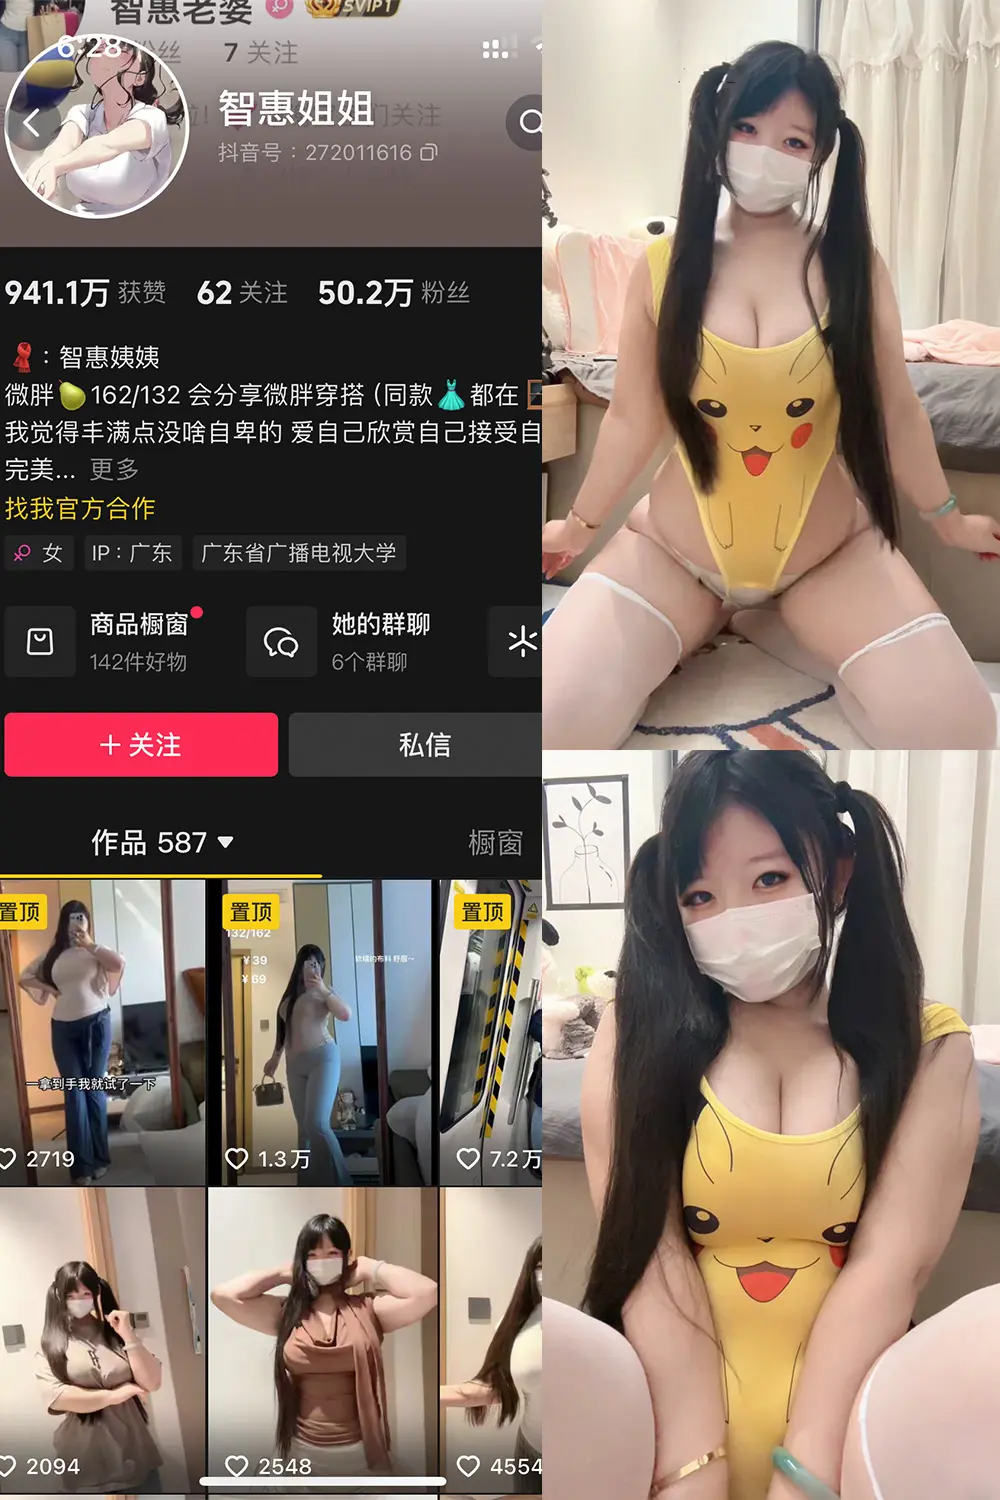 智惠老婆
SVIP1
6:28
粉丝
7 关注
智惠姐姐
们关注
抖音号：272011616
941.1万 获赞 62 关注 50.2万 粉丝
：智惠姨姨
微胖🍐162/132 会分享微胖穿搭（同款👗都在
我觉得丰满点没啥自卑的 爱自己欣赏自己接受自
完美... 更多
找我官方合作
女 IP：广东 广东省广播电视大学
商品橱窗 她的群聊
142件好物 6个群聊
+ 关注 私信
作品 587 橱窗
置顶 置顶 置顶
132/162
¥39
¥69
一拿到手我就试了一下
2719 1.3万 7.2万
2094 2548 4554